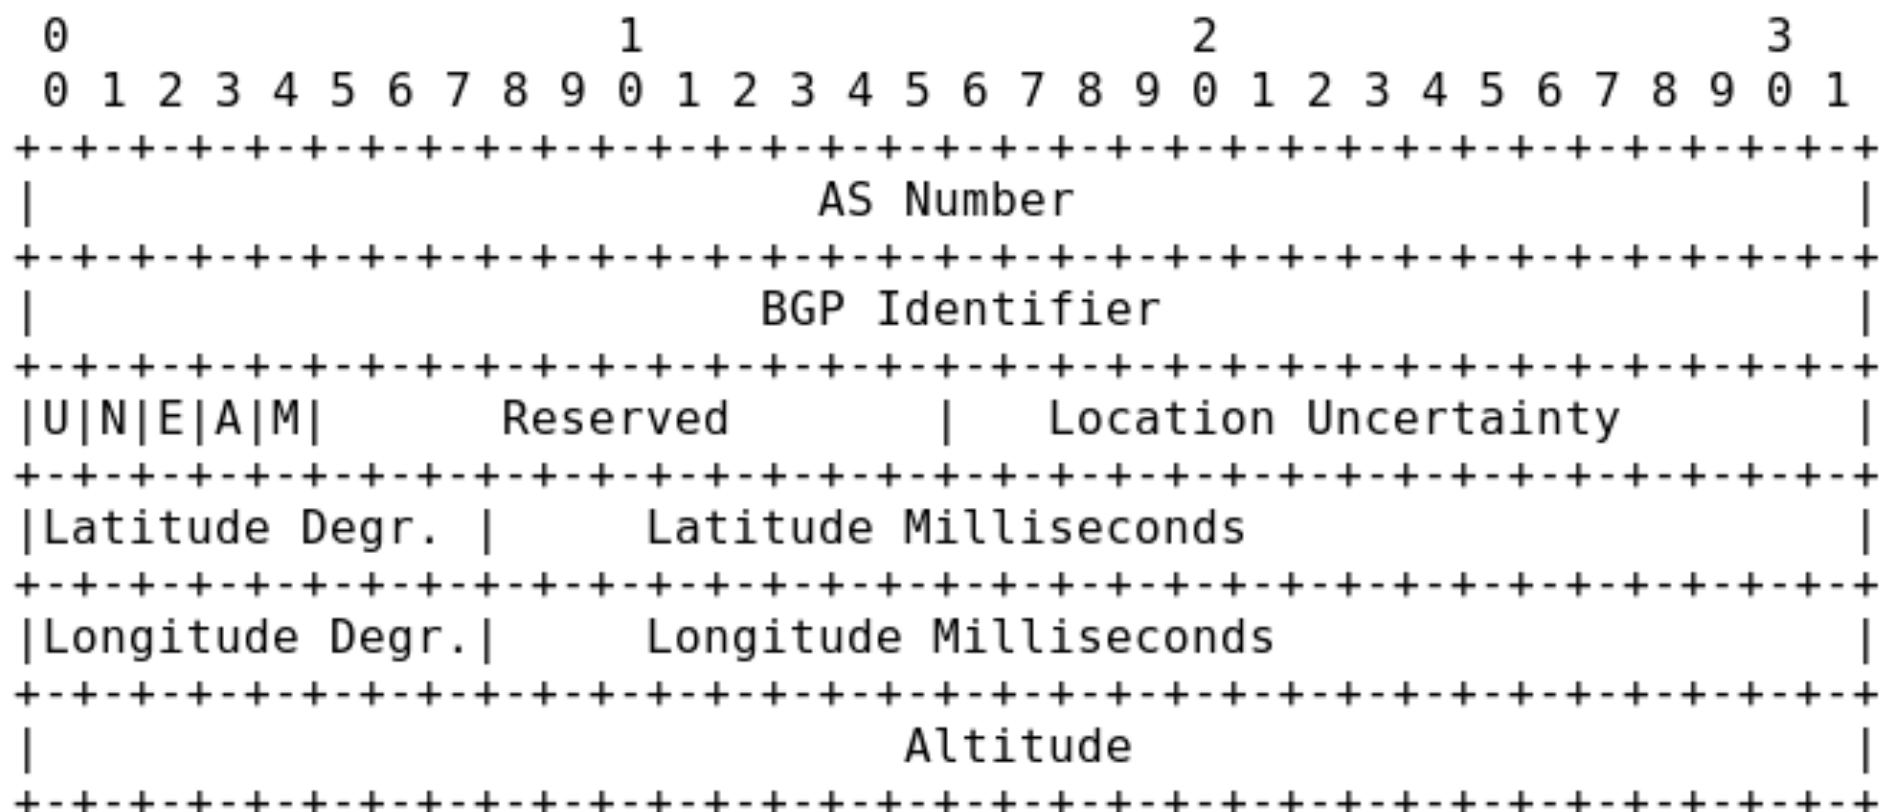 0                   1                   2                   3
 0 1 2 3 4 5 6 7 8 9 0 1 2 3 4 5 6 7 8 9 0 1 2 3 4 5 6 7 8 9 0 1
+-+-+-+-+-+-+-+-+-+-+-+-+-+-+-+-+-+-+-+-+-+-+-+-+-+-+-+-+-+-+-+-+
|                           AS Number                           |
+-+-+-+-+-+-+-+-+-+-+-+-+-+-+-+-+-+-+-+-+-+-+-+-+-+-+-+-+-+-+-+-+
|                         BGP Identifier                        |
+-+-+-+-+-+-+-+-+-+-+-+-+-+-+-+-+-+-+-+-+-+-+-+-+-+-+-+-+-+-+-+-+
|U|N|E|A|M|      Reserved       |   Location Uncertainty        |
+-+-+-+-+-+-+-+-+-+-+-+-+-+-+-+-+-+-+-+-+-+-+-+-+-+-+-+-+-+-+-+-+
|Latitude Degr. |     Latitude Milliseconds                     |
+-+-+-+-+-+-+-+-+-+-+-+-+-+-+-+-+-+-+-+-+-+-+-+-+-+-+-+-+-+-+-+-+
|Longitude Degr.|     Longitude Milliseconds                    |
+-+-+-+-+-+-+-+-+-+-+-+-+-+-+-+-+-+-+-+-+-+-+-+-+-+-+-+-+-+-+-+-+
|                              Altitude                         |
+-+-+-+-+-+-+-+-+-+-+-+-+-+-+-+-+-+-+-+-+-+-+-+-+-+-+-+-+-+-+-+-+